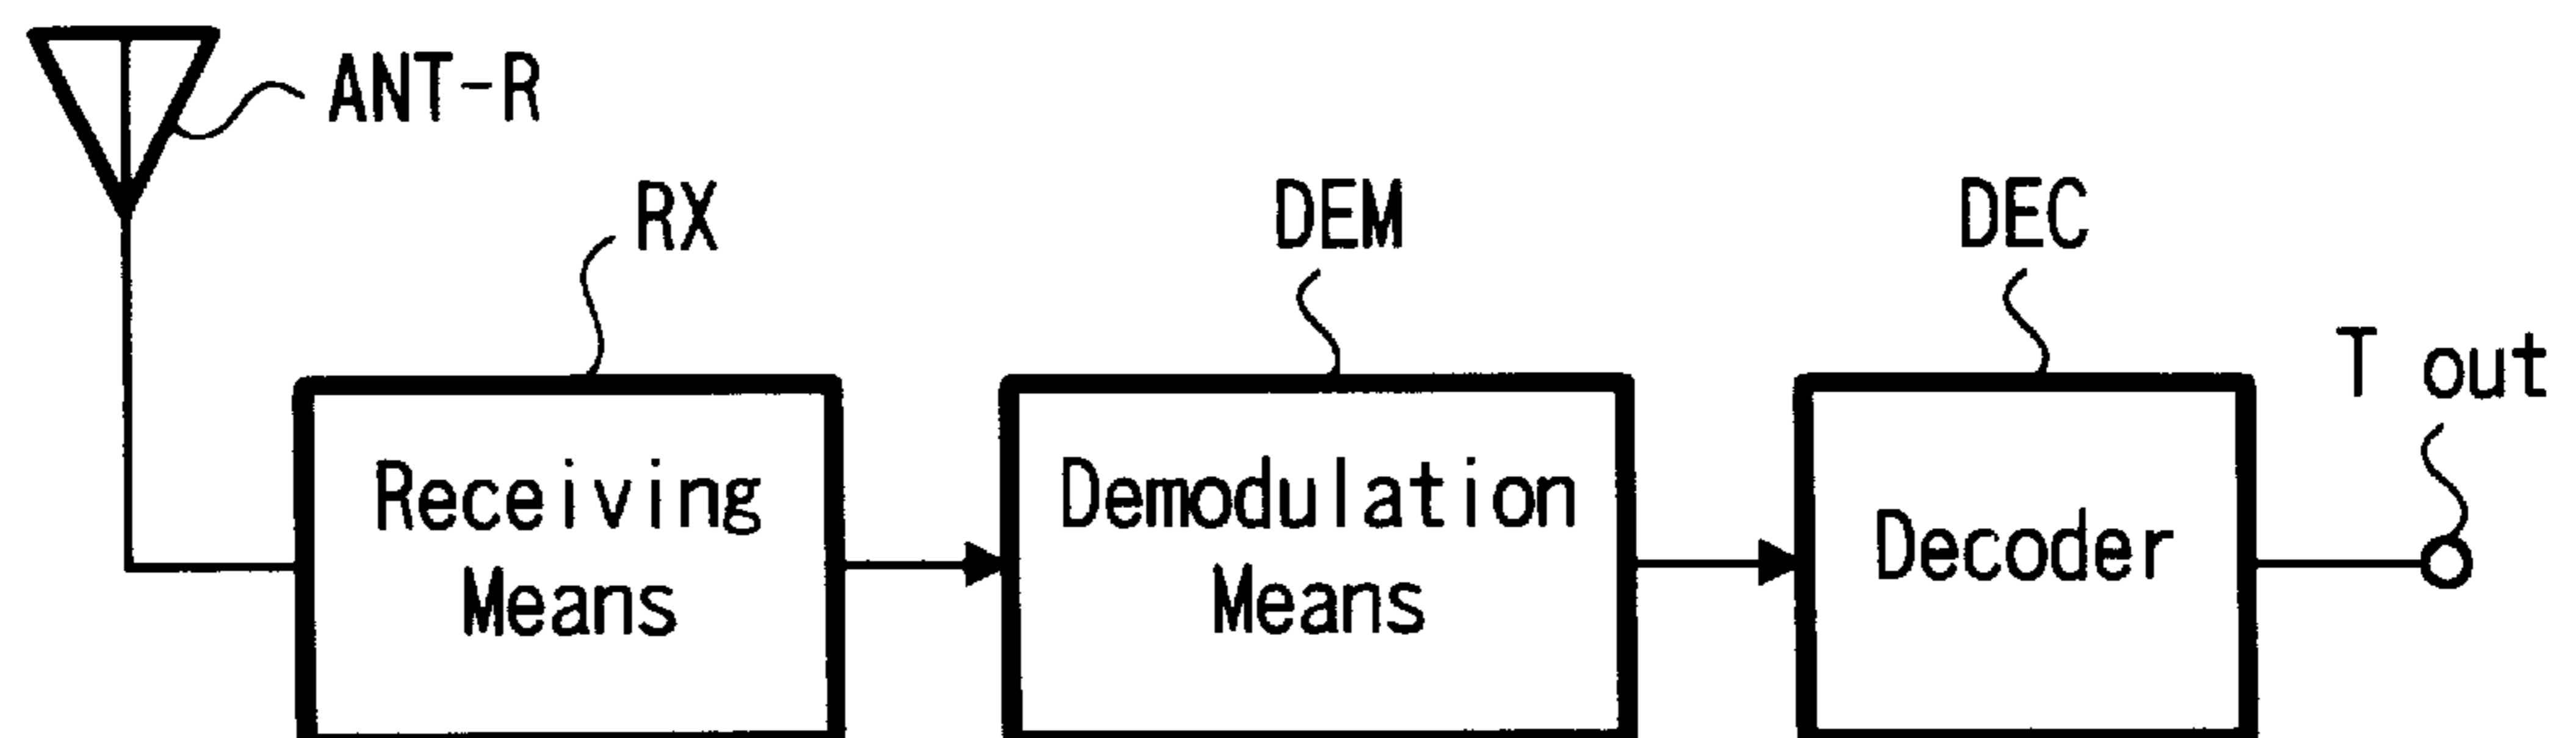 ANT-R
RX
DEM
DEC
T out
Receiving
Means
Demodulation
Means
Decoder